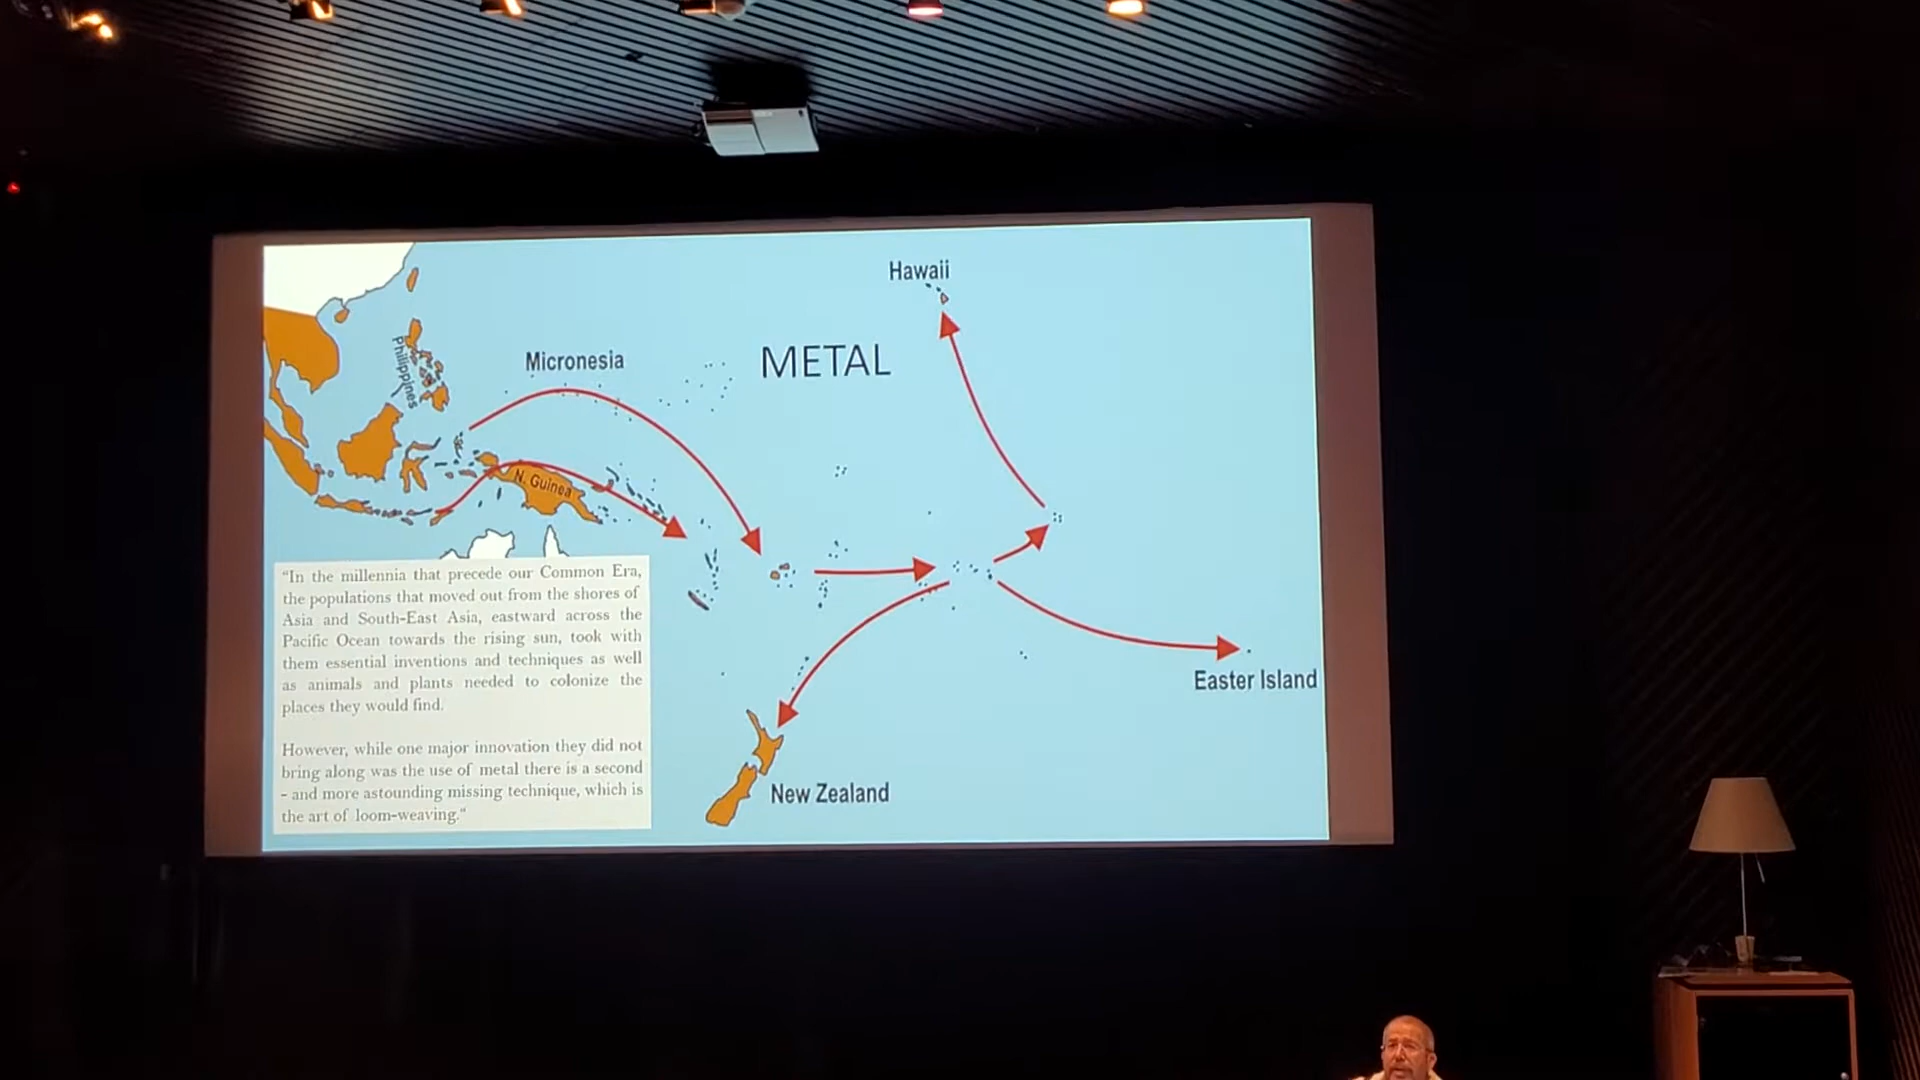 Hawaii
Micronesia
METAL
Philippines
N. Guinea
"In the millennia that precede our Common Era,
the populations that moved out from the shores of
Asia and South-East Asia, eastward across the
Pacific Ocean towards the rising sun, took with
them essential inventions and techniques as well
as animals and plants needed to colonize the
places they would find.
However, while one major innovation they did not
bring along was the use of metal there is a second
- and more astounding missing technique, which is
the art of loom-weaving."
Easter Island
New Zealand